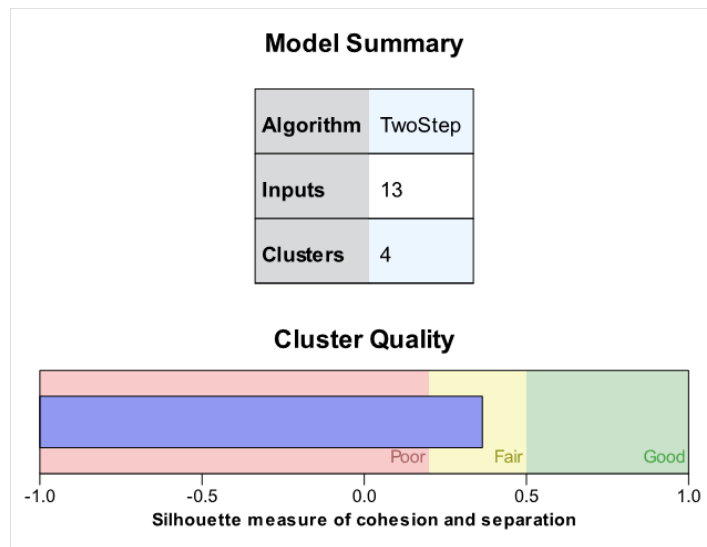 Model Summary
Algorithm TwoStep
Inputs 13
Clusters 4
Cluster Quality
Poor Fair Good
-1.0 -0.5 0.0 0.5 1.0
Silhouette measure of cohesion and separation